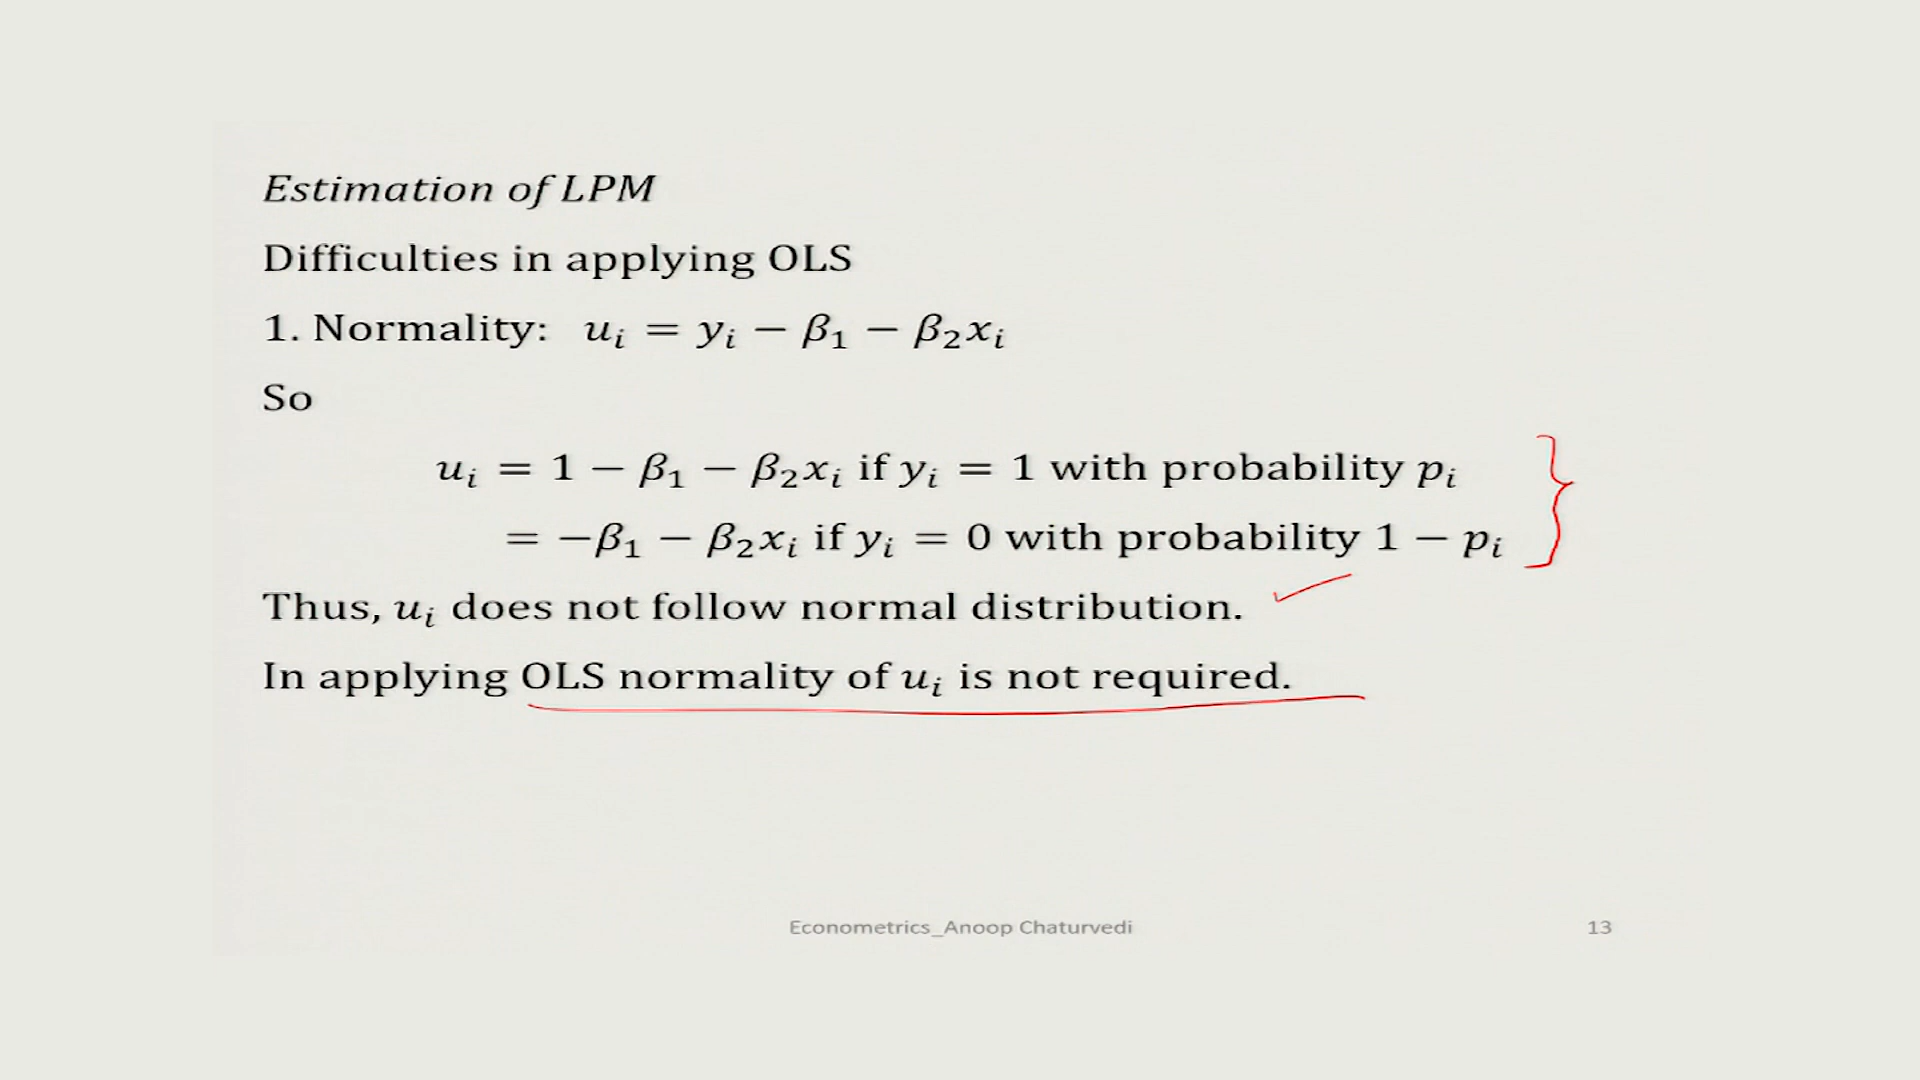 Estimation of LPM
Difficulties in applying OLS
1. Normality: uᵢ = yᵢ − β₁ − β₂xᵢ
So
uᵢ = 1 − β₁ − β₂xᵢ if yᵢ = 1 with probability pᵢ
= −β₁ − β₂xᵢ if yᵢ = 0 with probability 1 − pᵢ
Thus, uᵢ does not follow normal distribution.
In applying OLS normality of uᵢ is not required.
Econometrics_Anoop Chaturvedi
13